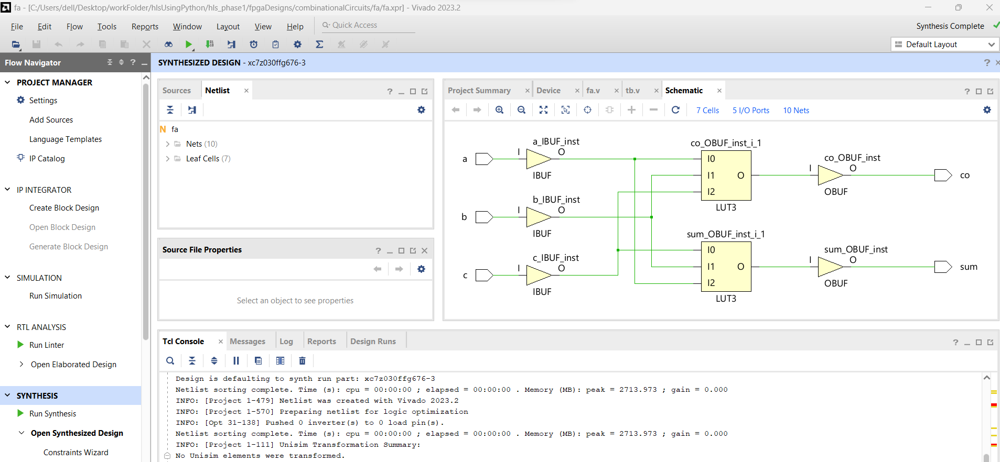 fa - [C:/Users/dell/Desktop/workFolder/hlsUsingPython/hls_phase1/fpgaDesigns/combinationalCircuits/fa/fa.xpr] - Vivado 2023.2
File Edit Flow Tools Reports Window Layout View Help Quick Access
Synthesis Complete
Default Layout
Flow Navigator
PROJECT MANAGER
Settings
Add Sources
Language Templates
IP Catalog
IP INTEGRATOR
Create Block Design
Open Block Design
Generate Block Design
SIMULATION
Run Simulation
RTL ANALYSIS
Run Linter
Open Elaborated Design
SYNTHESIS
Run Synthesis
Open Synthesized Design
Constraints Wizard
SYNTHESIZED DESIGN - xc7z030ffg676-3
Sources Netlist
N fa
Nets (10)
Leaf Cells (7)
Source File Properties
Select an object to see properties
Project Summary Device fa.v tb.v Schematic
7 Cells 5 I/O Ports 10 Nets
a
a_IBUF_inst
I O
IBUF
b
b_IBUF_inst
I O
IBUF
c
c_IBUF_inst
I O
IBUF
co_OBUF_inst_i_1
I0
I1 O
I2
LUT3
sum_OBUF_inst_i_1
I0
I1 O
I2
LUT3
co_OBUF_inst
I O
OBUF
co
sum_OBUF_inst
I O
OBUF
sum
Tcl Console Messages Log Reports Design Runs
Design is defaulting to synth run part: xc7z030ffg676-3
Netlist sorting complete. Time (s): cpu = 00:00:00 ; elapsed = 00:00:00 . Memory (MB): peak = 2713.973 ; gain = 0.000
INFO: [Project 1-479] Netlist was created with Vivado 2023.2
INFO: [Project 1-570] Preparing netlist for logic optimization
INFO: [Opt 31-138] Pushed 0 inverter(s) to 0 load pin(s).
Netlist sorting complete. Time (s): cpu = 00:00:00 ; elapsed = 00:00:00 . Memory (MB): peak = 2713.973 ; gain = 0.000
INFO: [Project 1-111] Unisim Transformation Summary:
No Unisim elements were transformed.